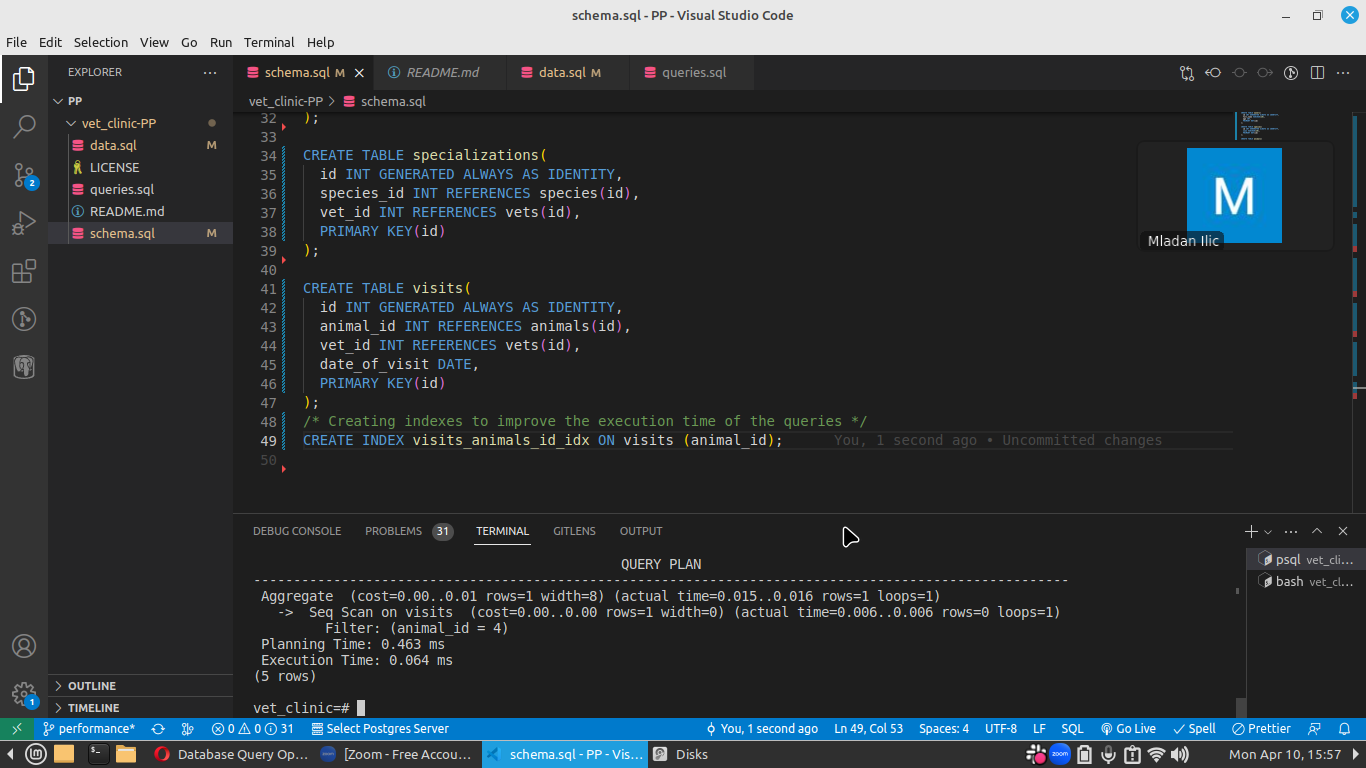 schema.sql - PP - Visual Studio Code
File Edit Selection View Go Run Terminal Help
EXPLORER
PP
vet_clinic-PP
data.sql M
LICENSE
queries.sql
README.md
schema.sql M
OUTLINE
TIMELINE
2
1
schema.sql M
README.md
data.sql M
queries.sql
vet_clinic-PP > schema.sql
32 );
33
34 CREATE TABLE specializations(
35 id INT GENERATED ALWAYS AS IDENTITY,
36 species_id INT REFERENCES species(id),
37 vet_id INT REFERENCES vets(id),
38 PRIMARY KEY(id)
39 );
40
41 CREATE TABLE visits(
42 id INT GENERATED ALWAYS AS IDENTITY,
43 animal_id INT REFERENCES animals(id),
44 vet_id INT REFERENCES vets(id),
45 date_of_visit DATE,
46 PRIMARY KEY(id)
47 );
48 /* Creating indexes to improve the execution time of the queries */
49 CREATE INDEX visits_animals_id_idx ON visits (animal_id); You, 1 second ago • Uncommitted changes
50
M
Mladan Ilic
DEBUG CONSOLE PROBLEMS 31 TERMINAL GITLENS OUTPUT
QUERY PLAN
------------------------------------------------------------------------------------------------------
Aggregate (cost=0.00..0.01 rows=1 width=8) (actual time=0.015..0.016 rows=1 loops=1)
-> Seq Scan on visits (cost=0.00..0.00 rows=1 width=0) (actual time=0.006..0.006 rows=0 loops=1)
Filter: (animal_id = 4)
Planning Time: 0.463 ms
Execution Time: 0.064 ms
(5 rows)
vet_clinic=#
psql vet_cli...
bash vet_cl...
performance* 0 0 31 Select Postgres Server You, 1 second ago Ln 49, Col 53 Spaces: 4 UTF-8 LF SQL Go Live Spell Prettier
Database Query Op... zoom [Zoom - Free Accou... schema.sql - PP - Vis... Disks zoom Mon Apr 10, 15:57